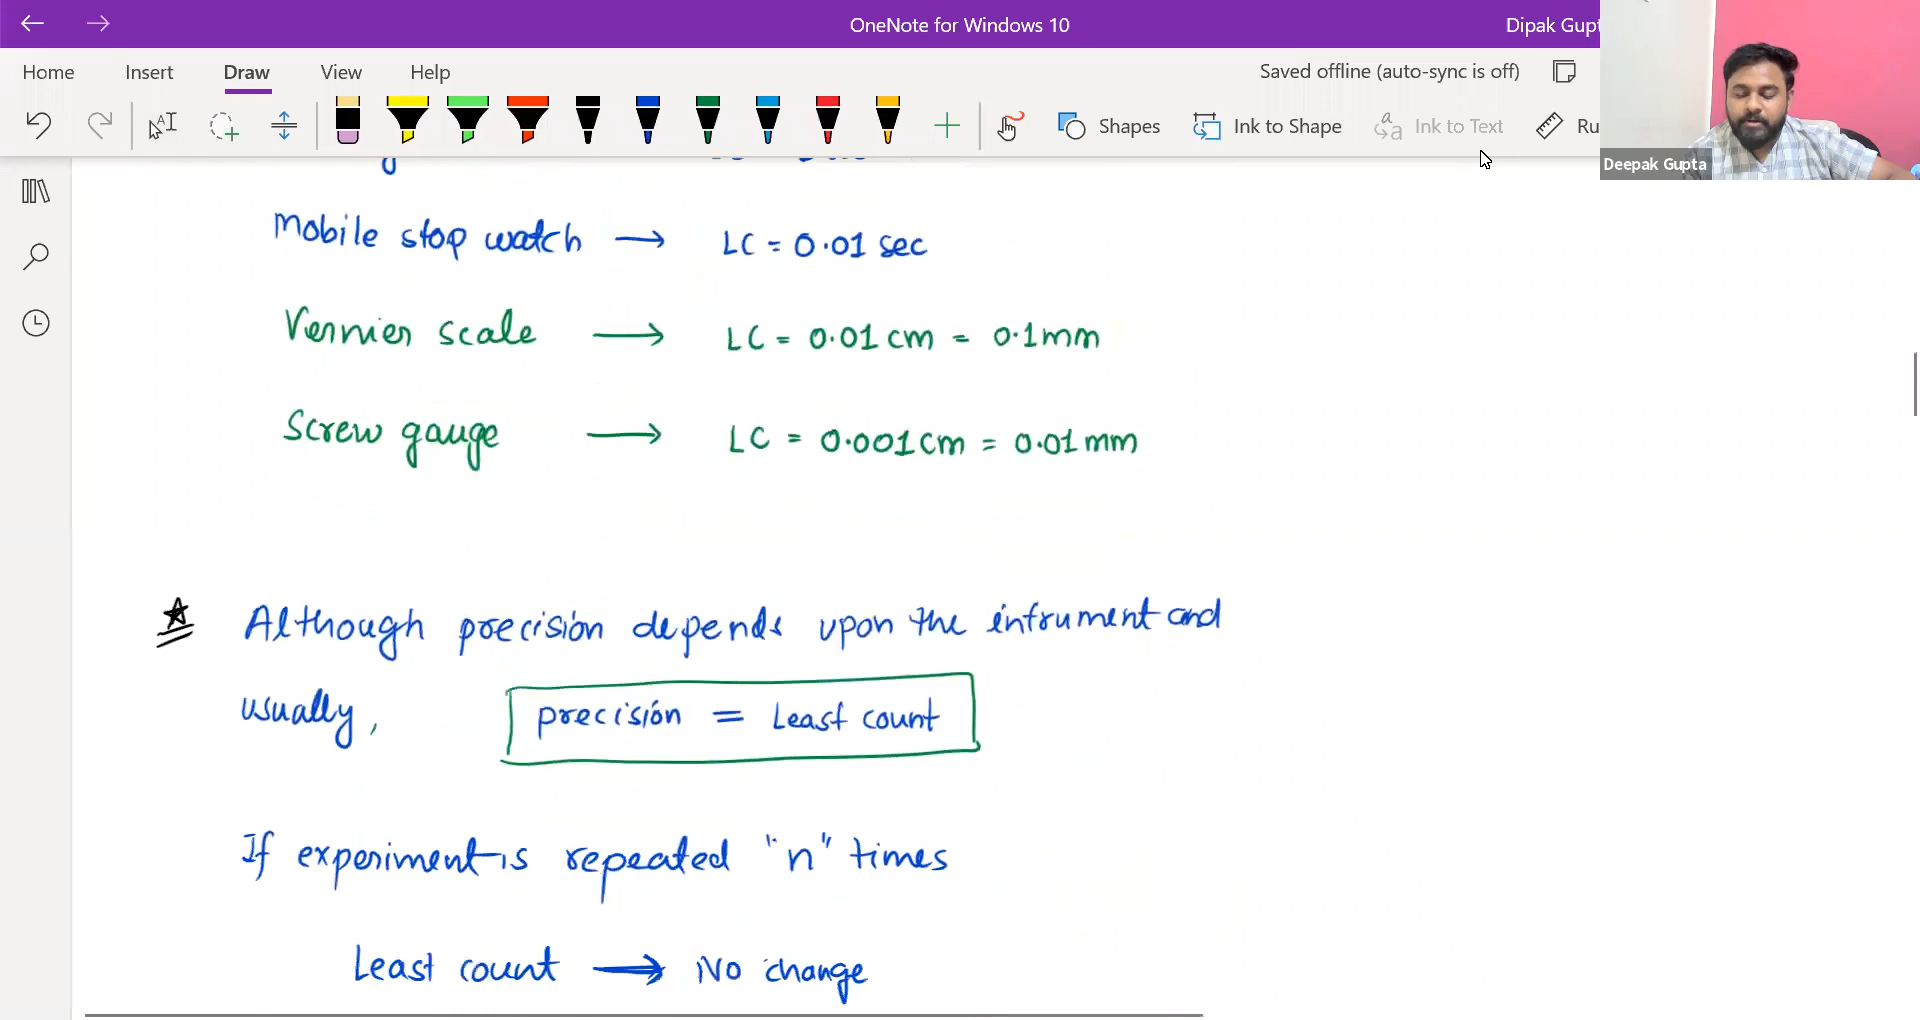 OneNote for Windows 10
Dipak Gupt
Home Insert Draw View Help
Saved offline (auto-sync is off)
Shapes Ink to Shape Ink to Text Ru
Deepak Gupta
Mobile stop watch → LC = 0.01 sec
Vernier scale → LC = 0.01 cm = 0.1 mm
Screw gauge → LC = 0.001 cm = 0.01 mm
Although precision depends upon the intrument and
usually, precision = Least count
If experiment is repeated "n" times
Least count → No change